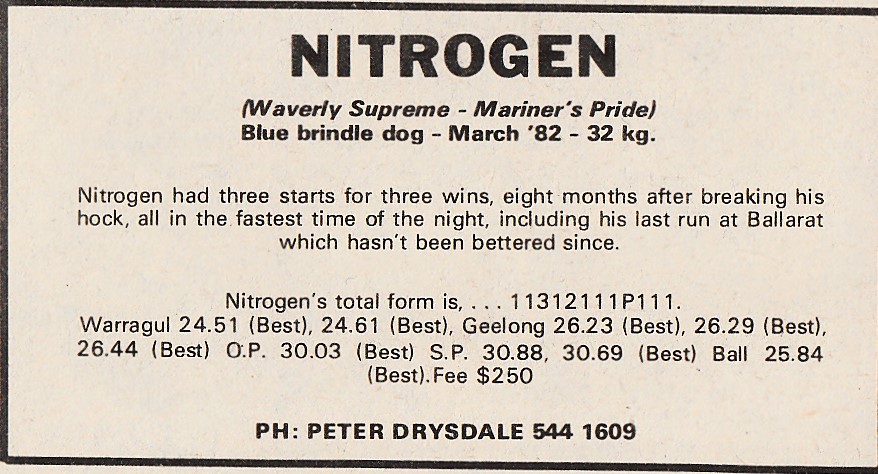 NITROGEN
(Waverly Supreme - Mariner's Pride)
Blue brindle dog - March '82 - 32 kg.
Nitrogen had three starts for three wins, eight months after breaking his
hock, all in the fastest time of the night, including his last run at Ballarat
which hasn't been bettered since.
Nitrogen's total form is, . . . 11312111P111.
Warragul 24.51 (Best), 24.61 (Best), Geelong 26.23 (Best), 26.29 (Best),
26.44 (Best) O.P. 30.03 (Best) S.P. 30.88, 30.69 (Best) Ball 25.84
(Best).Fee $250
PH: PETER DRYSDALE 544 1609